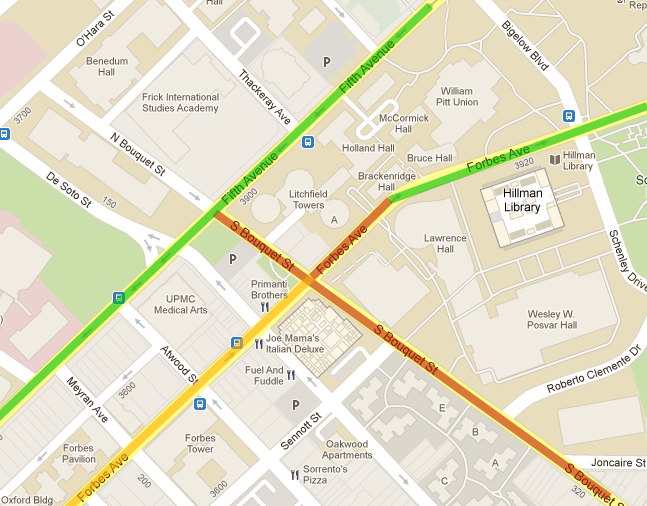 Hall
O'Hara St
Bigelow Blvd
Rep
Benedum
Hall
P
Fifth Avenue
Thackeray Ave
3700
Frick International
Studies Academy
William
Pitt Union
McCormick
Hall
N Bouquet St
Holland Hall
Forbes Ave
3920
Bruce Hall
Hillman
Library
De Soto St
150
Fifth Avenue
3900
Brackenridge
Hall
Litchfield
Towers
A
Hillman
Library
S Bouquet St
Forbes Ave
Lawrence
Hall
Schenley Drive
P
UPMC
Medical Arts
Primanti
Brothers
Wesley W.
Posvar Hall
Joe Mama's
Italian Deluxe
S Bouquet St
Atwood St
Fuel And
Fuddle
Roberto Clemente Dr
Meyran Ave
3600
P
E
Sennott St
B
Forbes
Tower
Oakwood
Apartments
Forbes
Pavilion
A
C
Joncaire St
Sorrento's
Pizza
S Bouquet St
320
Forbes Ave
200
3600
Oxford Bldg